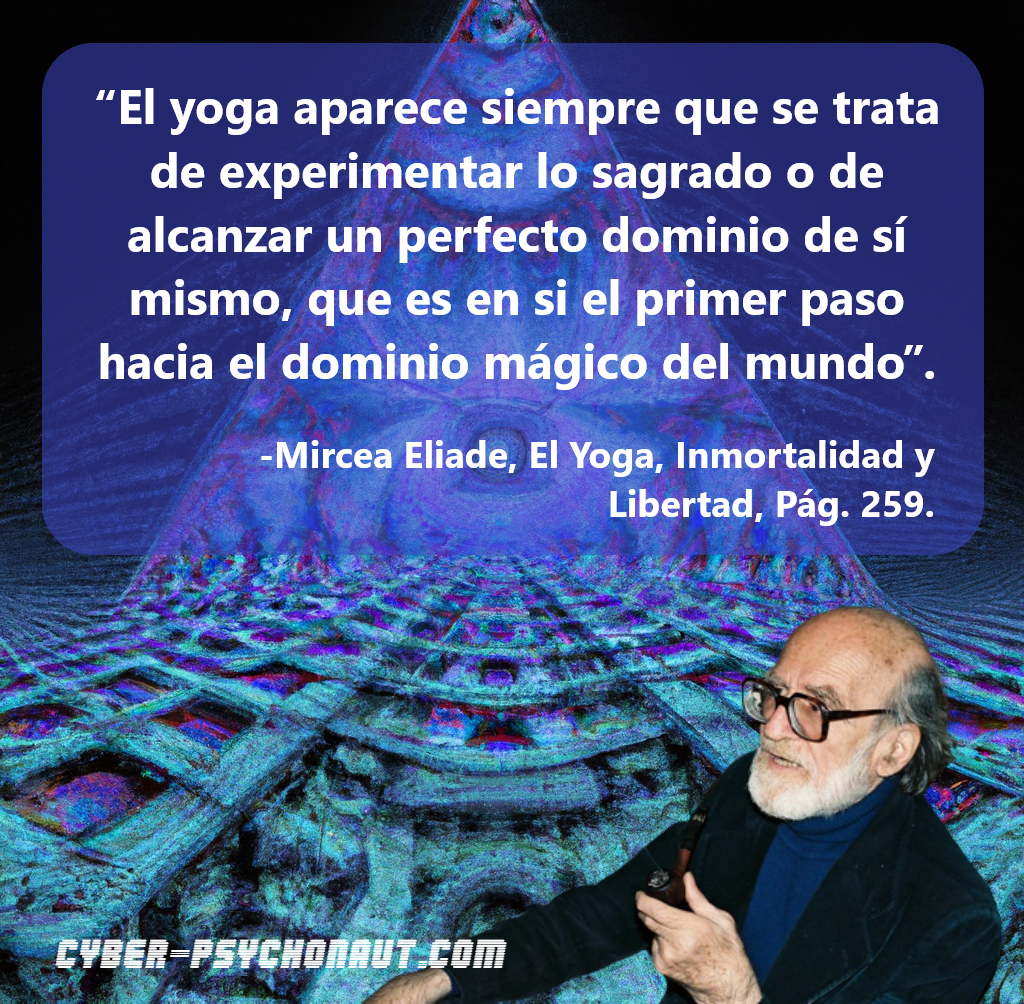 “El yoga aparece siempre que se trata
de experimentar lo sagrado o de
alcanzar un perfecto dominio de sí
mismo, que es en si el primer paso
hacia el dominio mágico del mundo”.
-Mircea Eliade, El Yoga, Inmortalidad y
Libertad, Pág. 259.
CYBER-PSYCHONAUT.COM